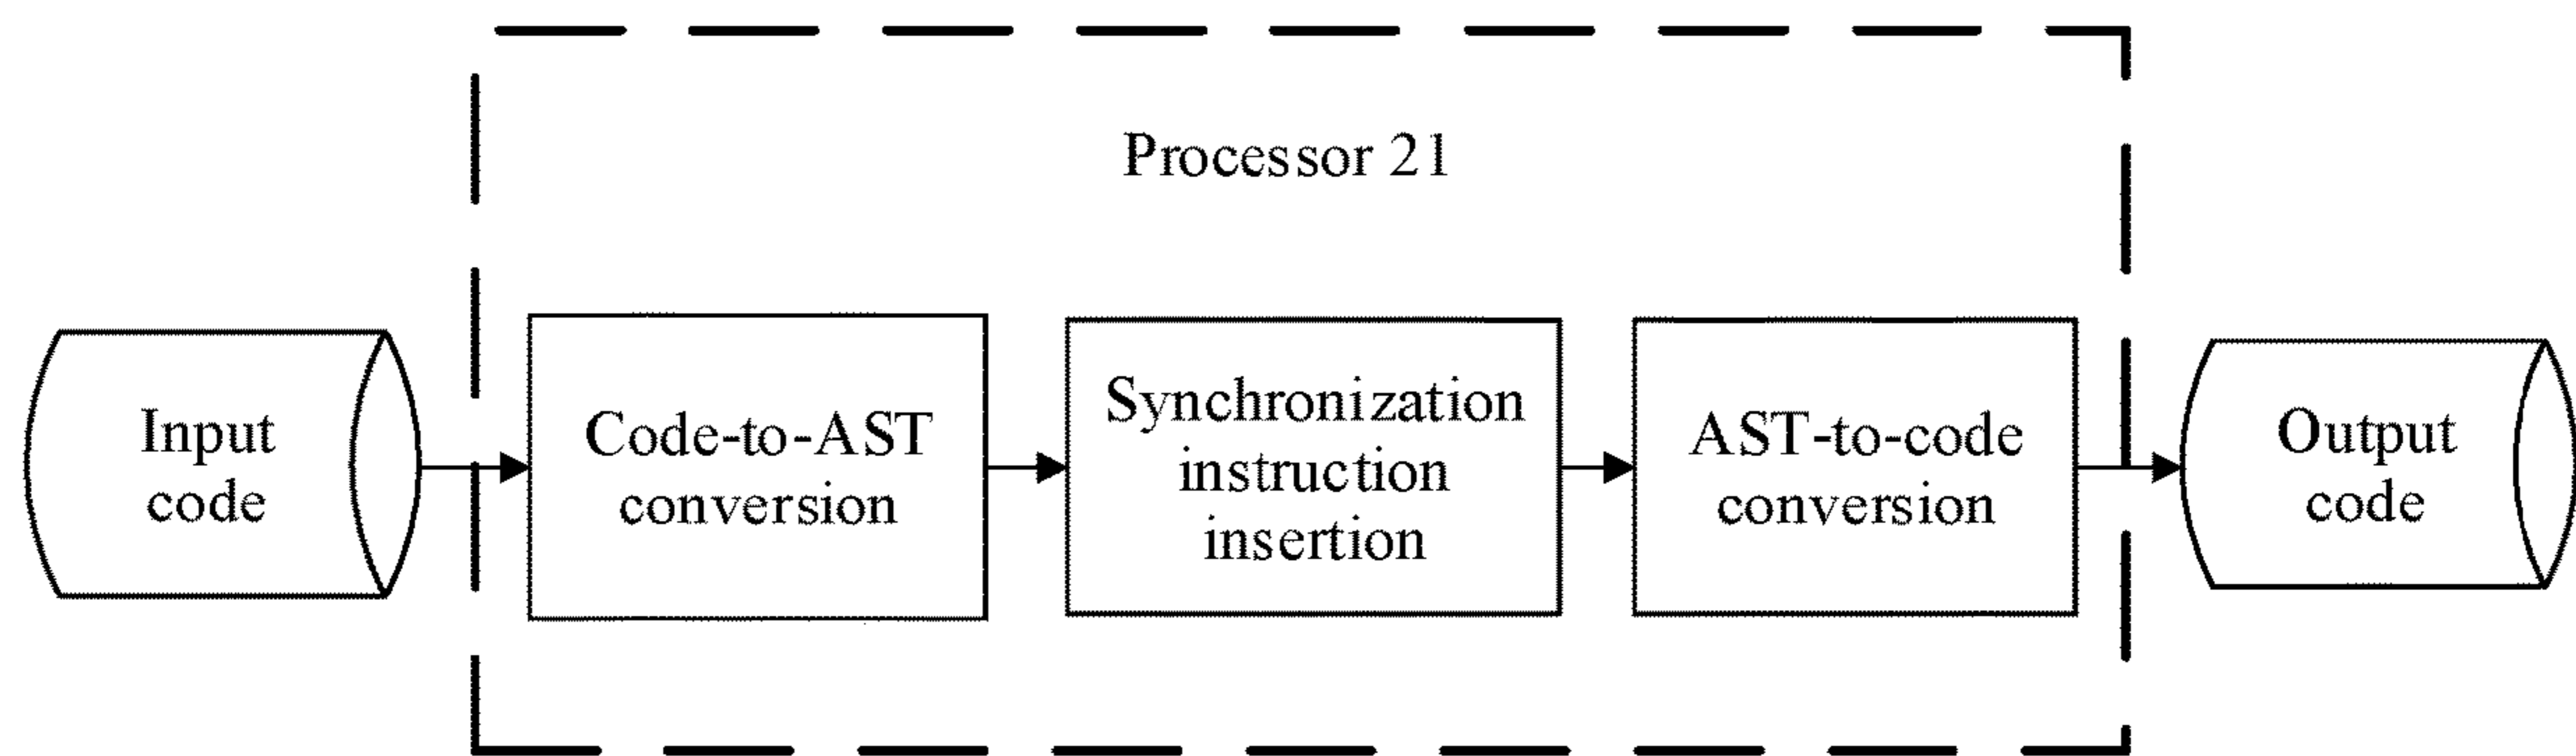 Processor 21
Input
code
Code-to-AST
conversion
Synchronization
instruction
insertion
AST-to-code
conversion
Output
code